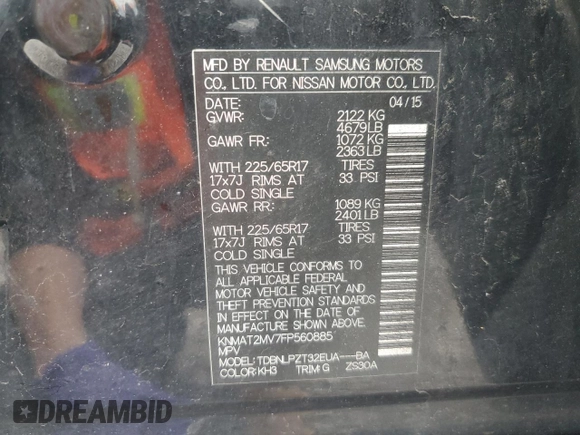 MFD BY RENAULT SAMSUNG MOTORS
CO., LTD. FOR NISSAN MOTOR CO., LTD.
DATE: 04/15
GVWR: 2122 KG
4679 LB
GAWR FR: 1072 KG
2363 LB
WITH 225/65R17 TIRES
17x7J RIMS AT 33 PSI
COLD SINGLE
GAWR RR: 1089 KG
2401 LB
WITH 225/65R17 TIRES
17x7J RIMS AT 33 PSI
COLD SINGLE
THIS VEHICLE CONFORMS TO
ALL APPLICABLE FEDERAL
MOTOR VEHICLE SAFETY AND
THEFT PREVENTION STANDARDS
IN EFFECT ON THE DATE OF
MANUFACTURE SHOWN ABOVE.
KNMAT2MV7FP560885
MPV
MODEL: TDBNLPZT32EUA---BA
COLOR: KH3 TRIM: G ZS30A
DREAMBID